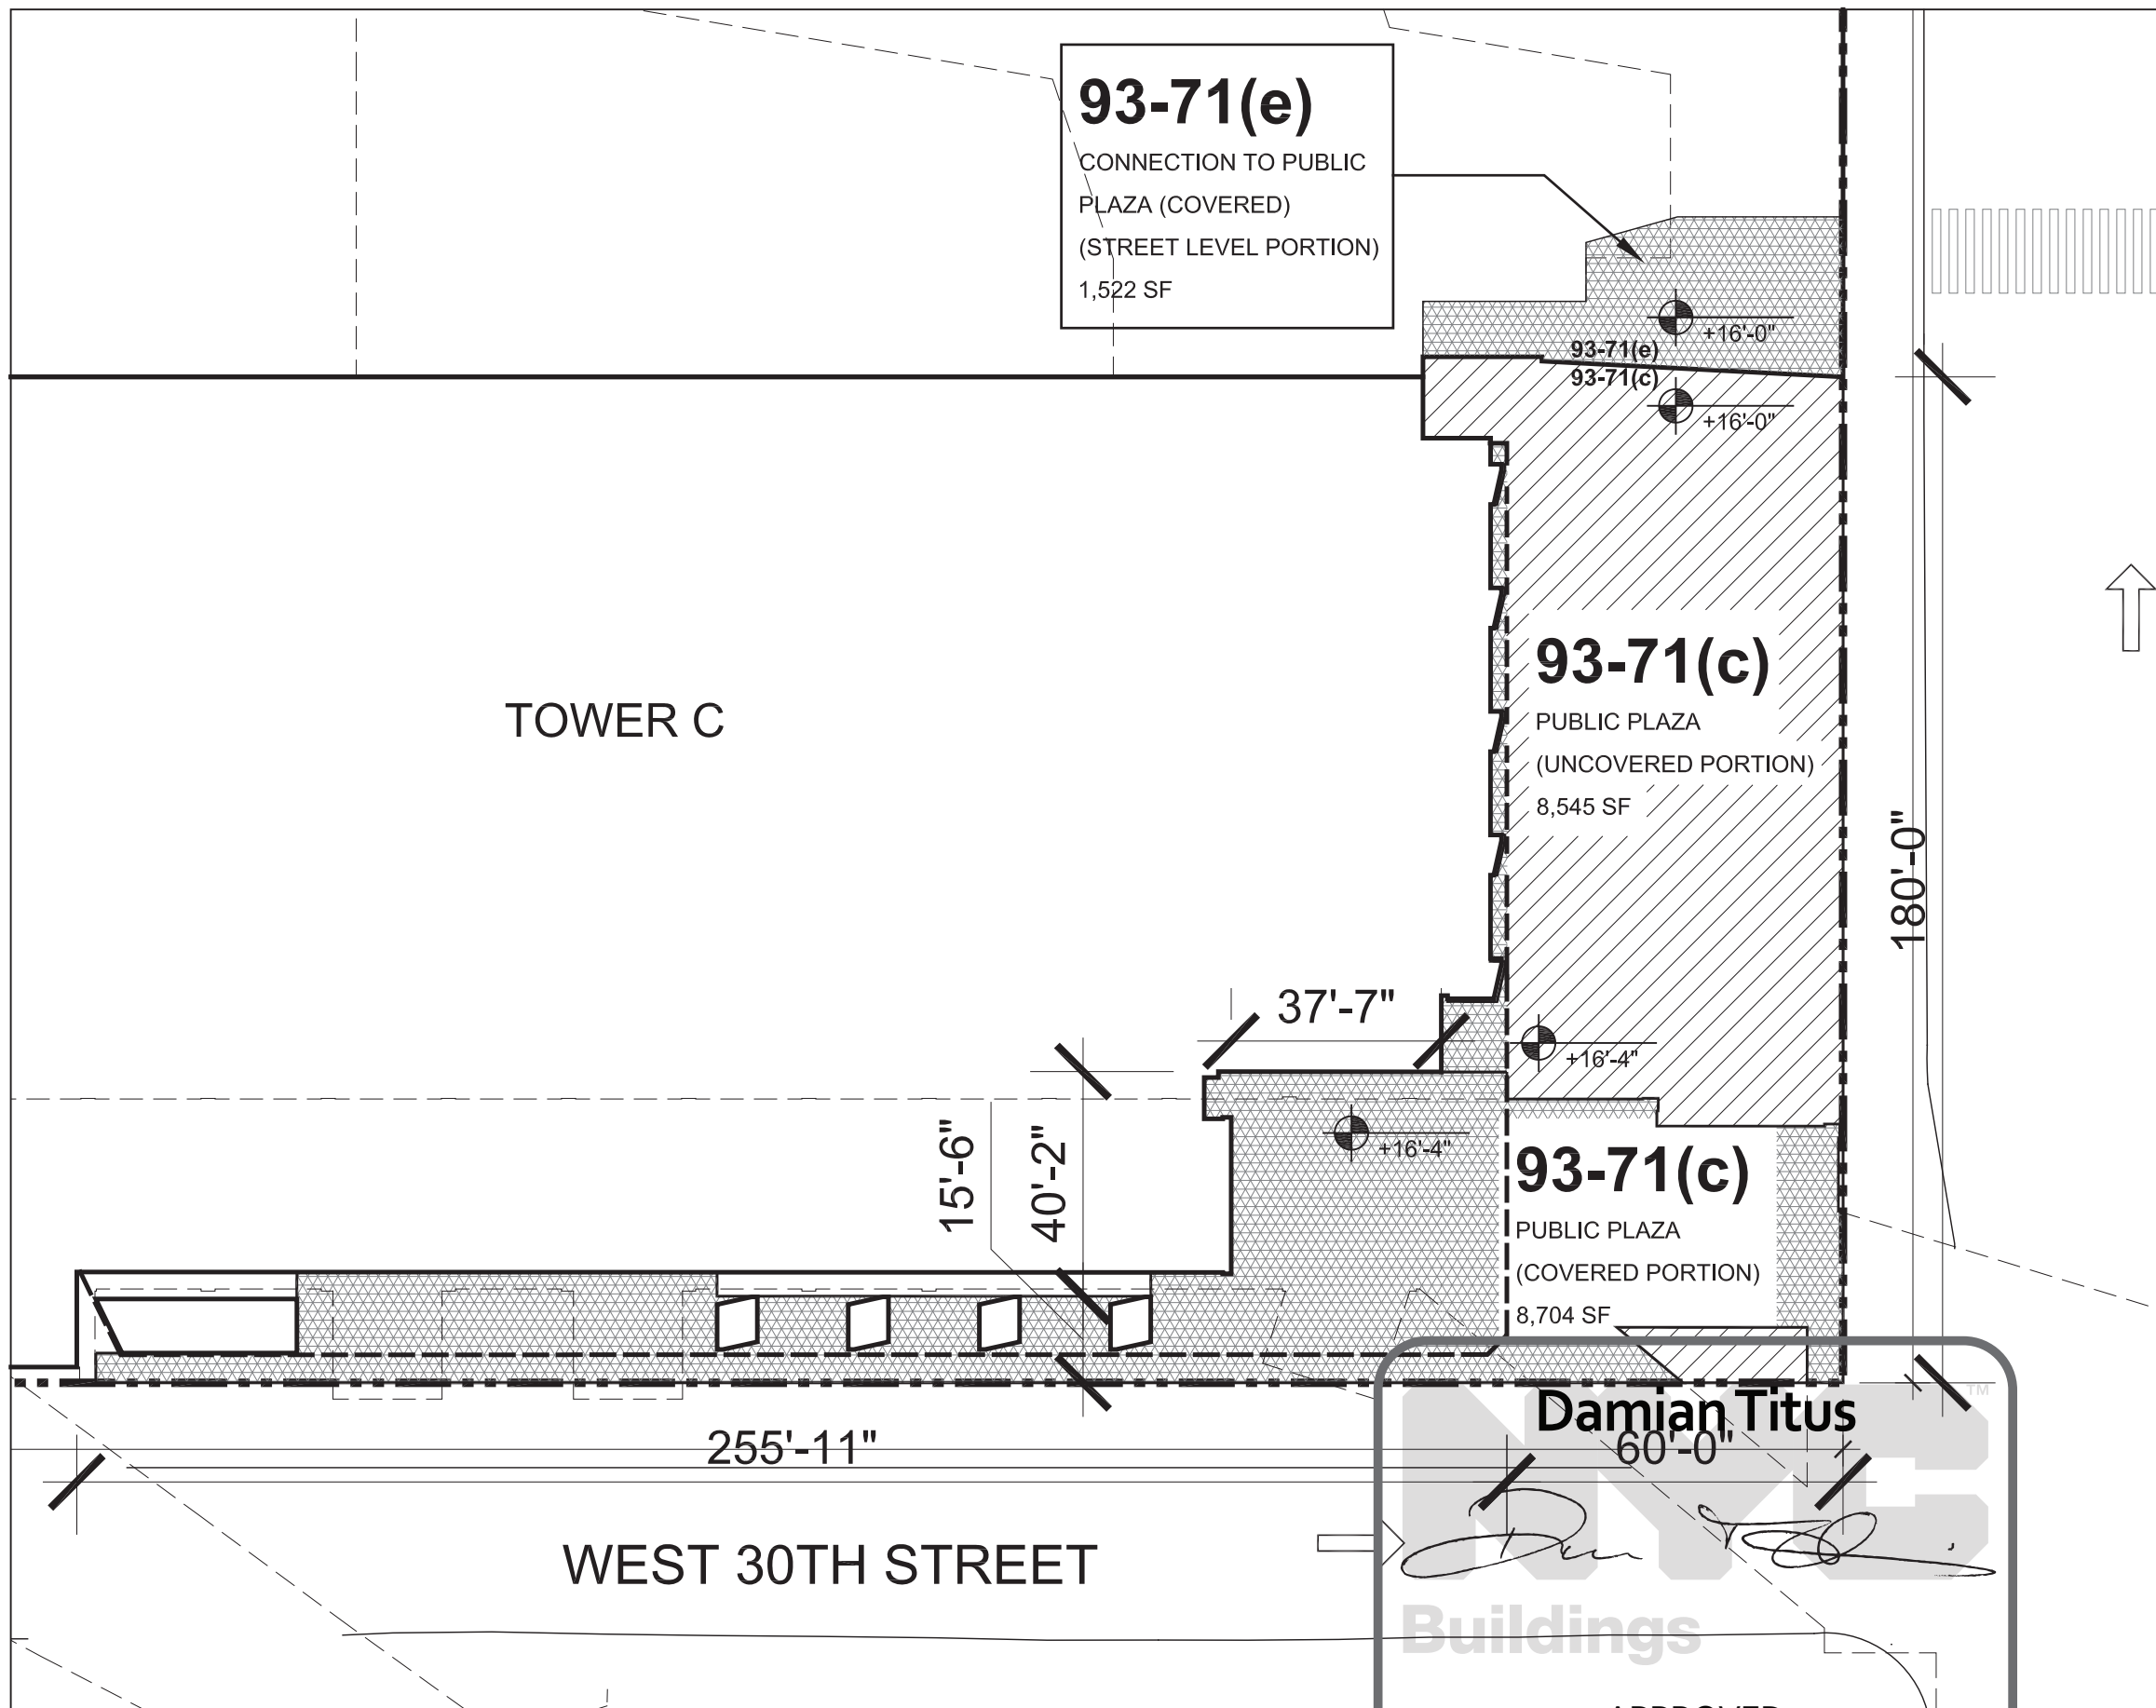 93-71(e)
CONNECTION TO PUBLIC
PLAZA (COVERED)
(STREET LEVEL PORTION)
1,522 SF
+16'-0"
93-71(e)
93-71(c)
+16'-0"
TOWER C
93-71(c)
PUBLIC PLAZA
(UNCOVERED PORTION)
8,545 SF
180'-0"
37'-7"
+16'-4"
15'-6"
40'-2"
+16'-4"
93-71(c)
PUBLIC PLAZA
(COVERED PORTION)
8,704 SF
NYC™
Damian Titus
255'-11"
60'-0"
WEST 30TH STREET
Buildings
APPROVED